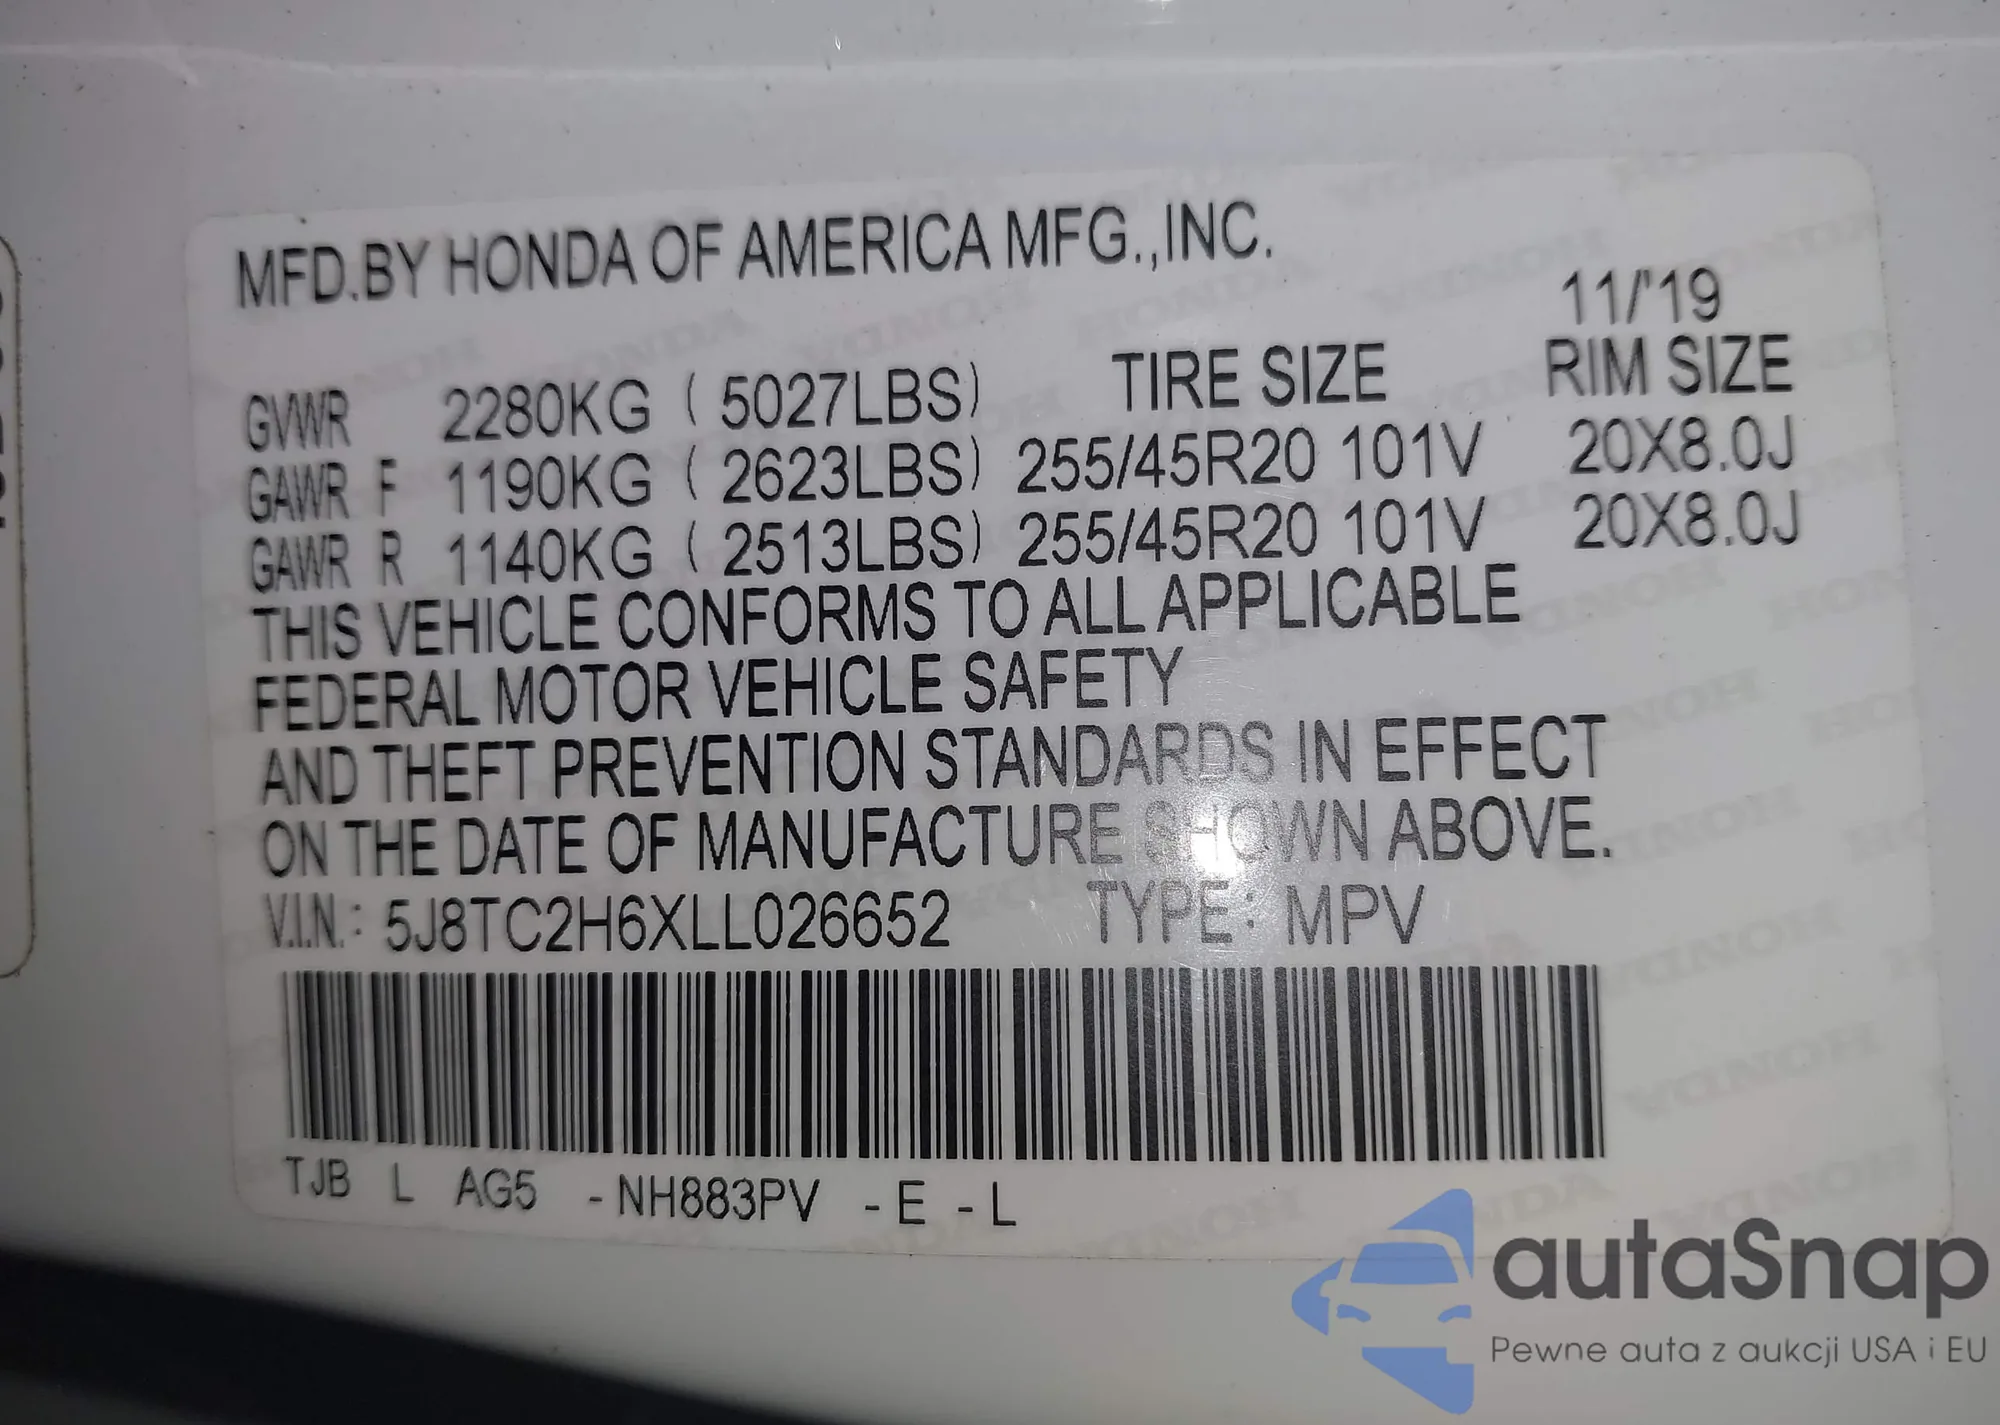 MFD.BY HONDA OF AMERICA MFG.,INC.
11/'19
GVWR 2280KG ( 5027LBS) TIRE SIZE RIM SIZE
GAWR F 1190KG ( 2623LBS) 255/45R20 101V 20X8.0J
GAWR R 1140KG ( 2513LBS) 255/45R20 101V 20X8.0J
THIS VEHICLE CONFORMS TO ALL APPLICABLE
FEDERAL MOTOR VEHICLE SAFETY
AND THEFT PREVENTION STANDARDS IN EFFECT
ON THE DATE OF MANUFACTURE SHOWN ABOVE.
V.I.N.: 5J8TC2H6XLL026652 TYPE: MPV
TJB L AG5 -NH883PV -E -L
autaSnap
Pewne auta z aukcji USA i EU